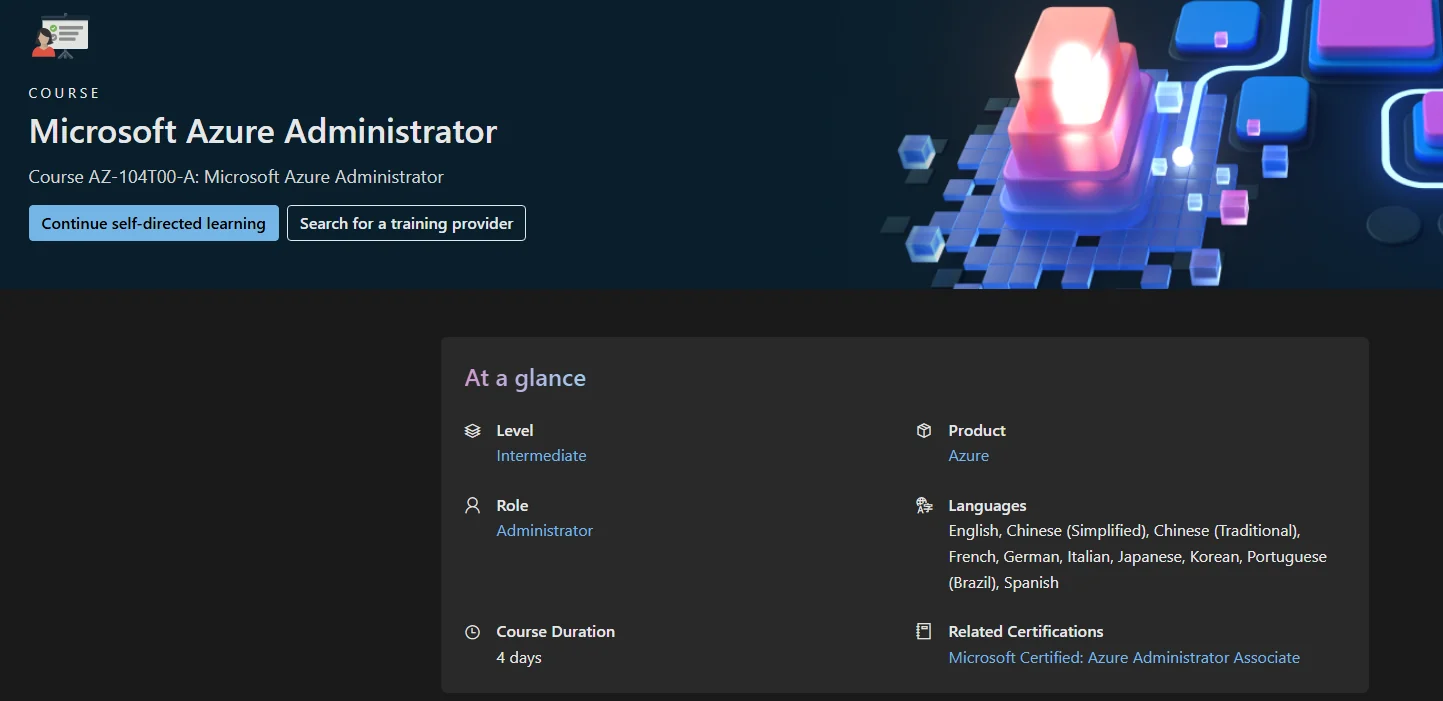 COURSE
Microsoft Azure Administrator
Course AZ-104T00-A: Microsoft Azure Administrator
Continue self-directed learning
Search for a training provider
At a glance
Level
Intermediate
Product
Azure
Role
Administrator
Languages
English, Chinese (Simplified), Chinese (Traditional),
French, German, Italian, Japanese, Korean, Portuguese
(Brazil), Spanish
Course Duration
4 days
Related Certifications
Microsoft Certified: Azure Administrator Associate